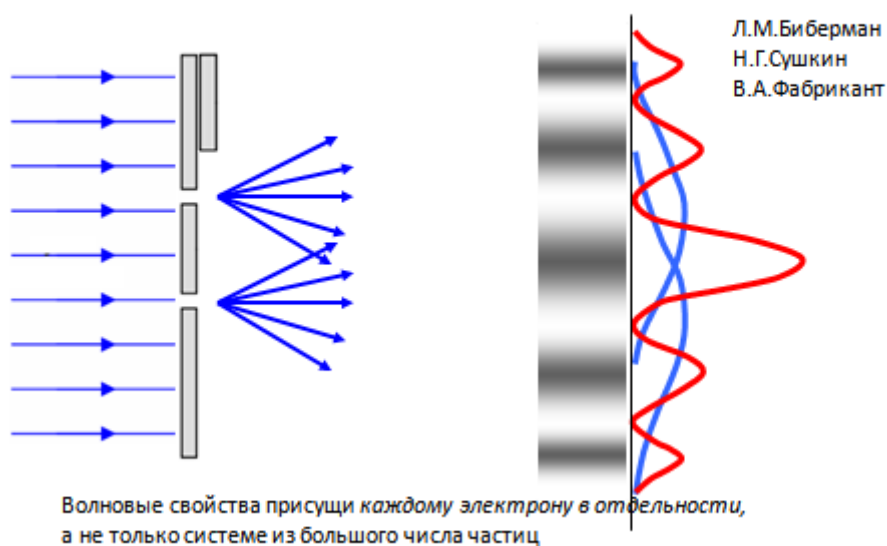 Л.М.Биберман
Н.Г.Сушкин
В.А.Фабрикант
Волновые свойства присущи каждому электрону в отдельности,
а не только системе из большого числа частиц